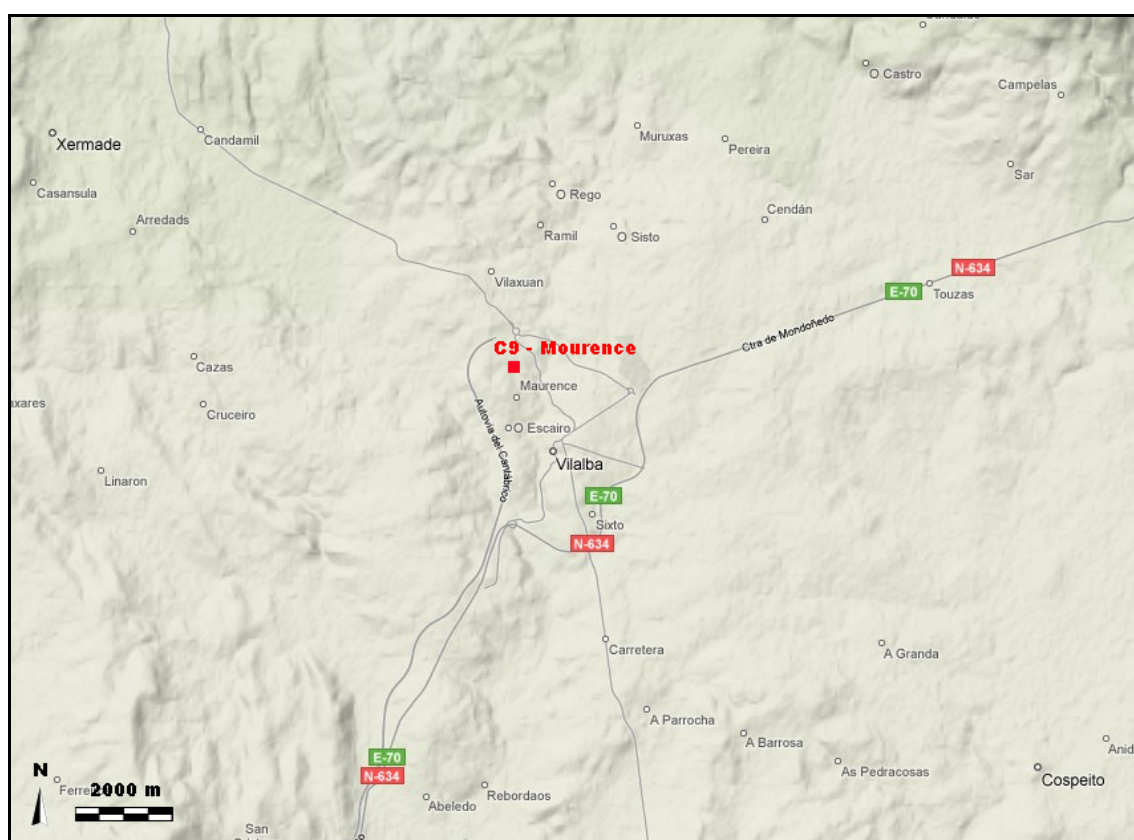 O Castro
Campelas
Muruxas
Xermade
Candamil
Pereira
Sar
Casansula
O Rego
Arredads
Cendán
Ramil
O Sisto
N-634
Vilaxuan
E-70
Touzas
Ctra de Mondoñedo
C9 - Mourence
Cazas
Maurence
Cruceiro
Autovía del Cantábrico
O Escairo
Vilalba
Linaron
E-70
Sixto
N-634
Carretera
A Granda
A Parrocha
A Barrosa
Anid
E-70
As Pedracosas
N-634
Cospeito
N
2000 m
Rebordaos
Abeledo
San